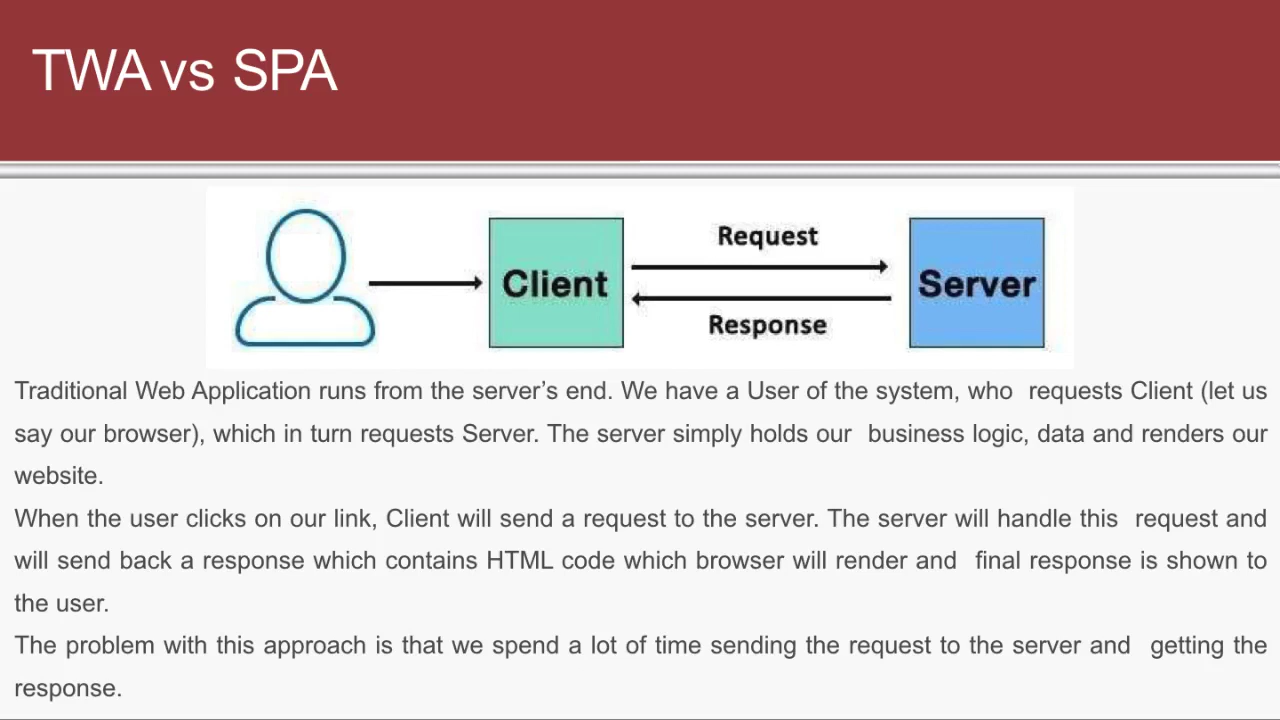 TWA vs SPA
Request
Client
Server
Response
Traditional Web Application runs from the server’s end. We have a User of the system, who requests Client (let us
say our browser), which in turn requests Server. The server simply holds our business logic, data and renders our
website.
When the user clicks on our link, Client will send a request to the server. The server will handle this request and
will send back a response which contains HTML code which browser will render and final response is shown to
the user.
The problem with this approach is that we spend a lot of time sending the request to the server and getting the
response.